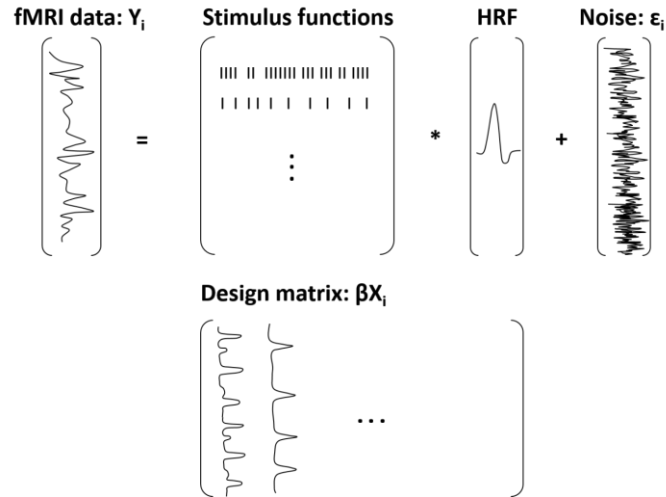 fMRI data: Yᵢ Stimulus functions HRF Noise: εᵢ
= * +
Design matrix: βXᵢ